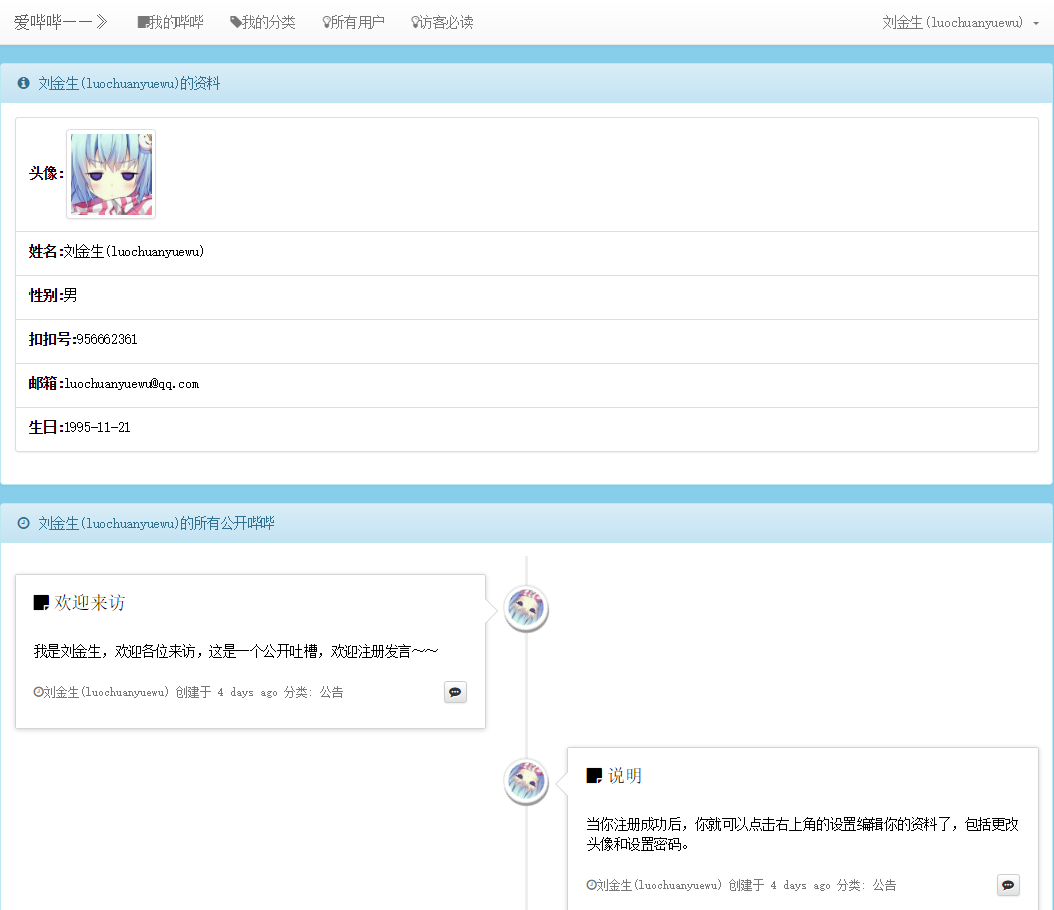 爱哔哔一一》 我的哔哔 我的分类 所有用户 访客必读 刘金生(luochuanyuewu)
刘金生(luochuanyuewu)的资料
头像:
姓名:刘金生(luochuanyuewu)
性别:男
扣扣号:956662361
邮箱:luochuanyuewu@qq.com
生日:1995-11-21
刘金生(luochuanyuewu)的所有公开哔哔
欢迎来访
我是刘金生，欢迎各位来访，这是一个公开吐槽，欢迎注册发言~~
刘金生(luochuanyuewu) 创建于 4 days ago 分类: 公告
说明
当你注册成功后，你就可以点击右上角的设置编辑你的资料了，包括更改
头像和设置密码。
刘金生(luochuanyuewu) 创建于 4 days ago 分类: 公告